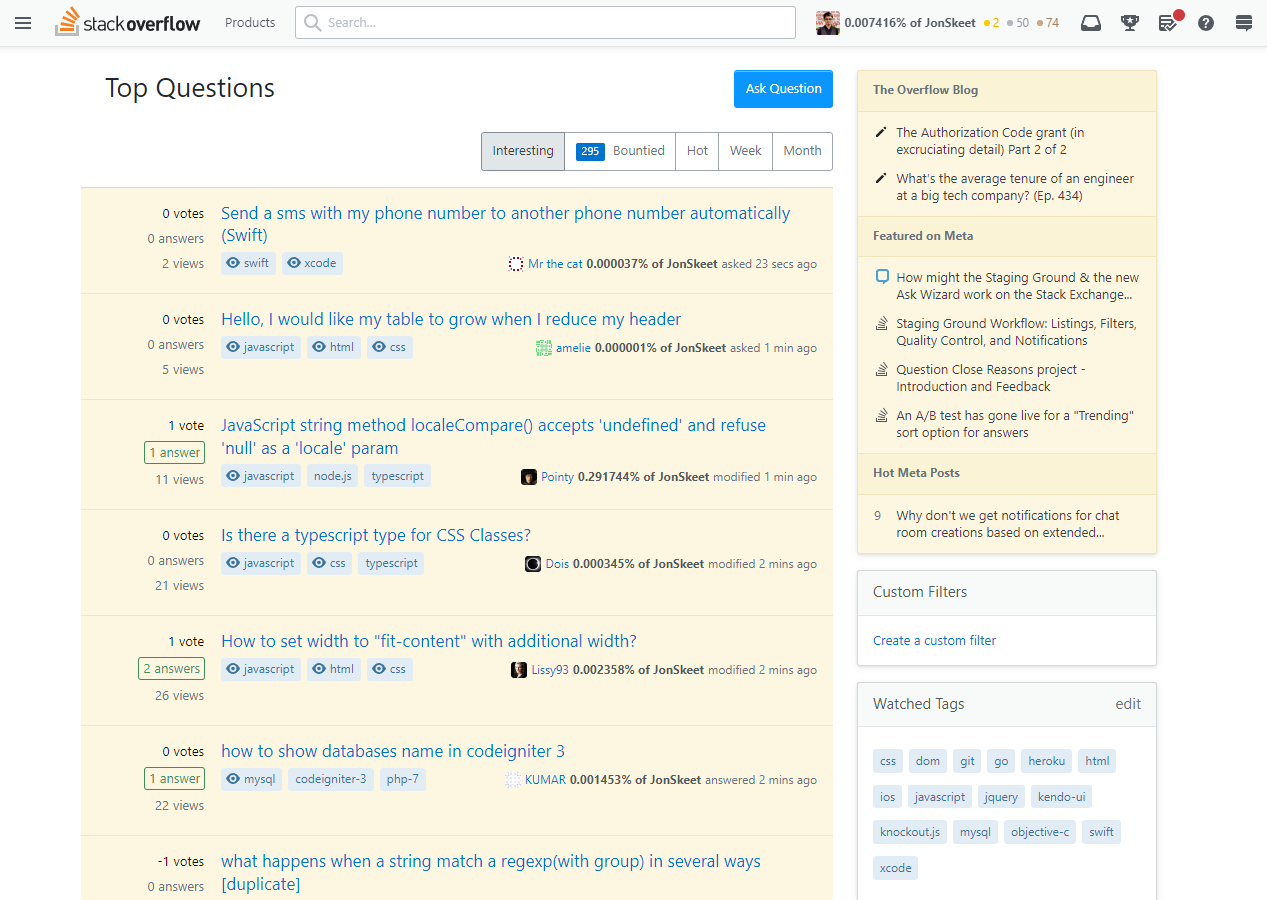 stackoverflow
Products
Search...
0.007416% of JonSkeet
2
50
74
Top Questions
Ask Question
Interesting
295 Bountied
Hot
Week
Month
0 votes
0 answers
2 views
Send a sms with my phone number to another phone number automatically
(Swift)
swift
xcode
Mr the cat 0.000037% of JonSkeet asked 23 secs ago
0 votes
0 answers
5 views
Hello, I would like my table to grow when I reduce my header
javascript
html
css
amelie 0.000001% of JonSkeet asked 1 min ago
1 vote
1 answer
11 views
JavaScript string method localeCompare() accepts 'undefined' and refuse
'null' as a 'locale' param
javascript
node.js
typescript
Pointy 0.291744% of JonSkeet modified 1 min ago
0 votes
0 answers
21 views
Is there a typescript type for CSS Classes?
javascript
css
typescript
Dois 0.000345% of JonSkeet modified 2 mins ago
1 vote
2 answers
26 views
How to set width to "fit-content" with additional width?
javascript
html
css
Lissy93 0.002358% of JonSkeet modified 2 mins ago
0 votes
1 answer
22 views
how to show databases name in codeigniter 3
mysql
codeigniter-3
php-7
KUMAR 0.001453% of JonSkeet answered 2 mins ago
-1 votes
0 answers
what happens when a string match a regexp(with group) in several ways
[duplicate]
The Overflow Blog
The Authorization Code grant (in
excruciating detail) Part 2 of 2
What's the average tenure of an engineer
at a big tech company? (Ep. 434)
Featured on Meta
How might the Staging Ground & the new
Ask Wizard work on the Stack Exchange...
Staging Ground Workflow: Listings, Filters,
Quality Control, and Notifications
Question Close Reasons project -
Introduction and Feedback
An A/B test has gone live for a "Trending"
sort option for answers
Hot Meta Posts
9
Why don't we get notifications for chat
room creations based on extended...
Custom Filters
Create a custom filter
Watched Tags
edit
css
dom
git
go
heroku
html
ios
javascript
jquery
kendo-ui
knockout.js
mysql
objective-c
swift
xcode